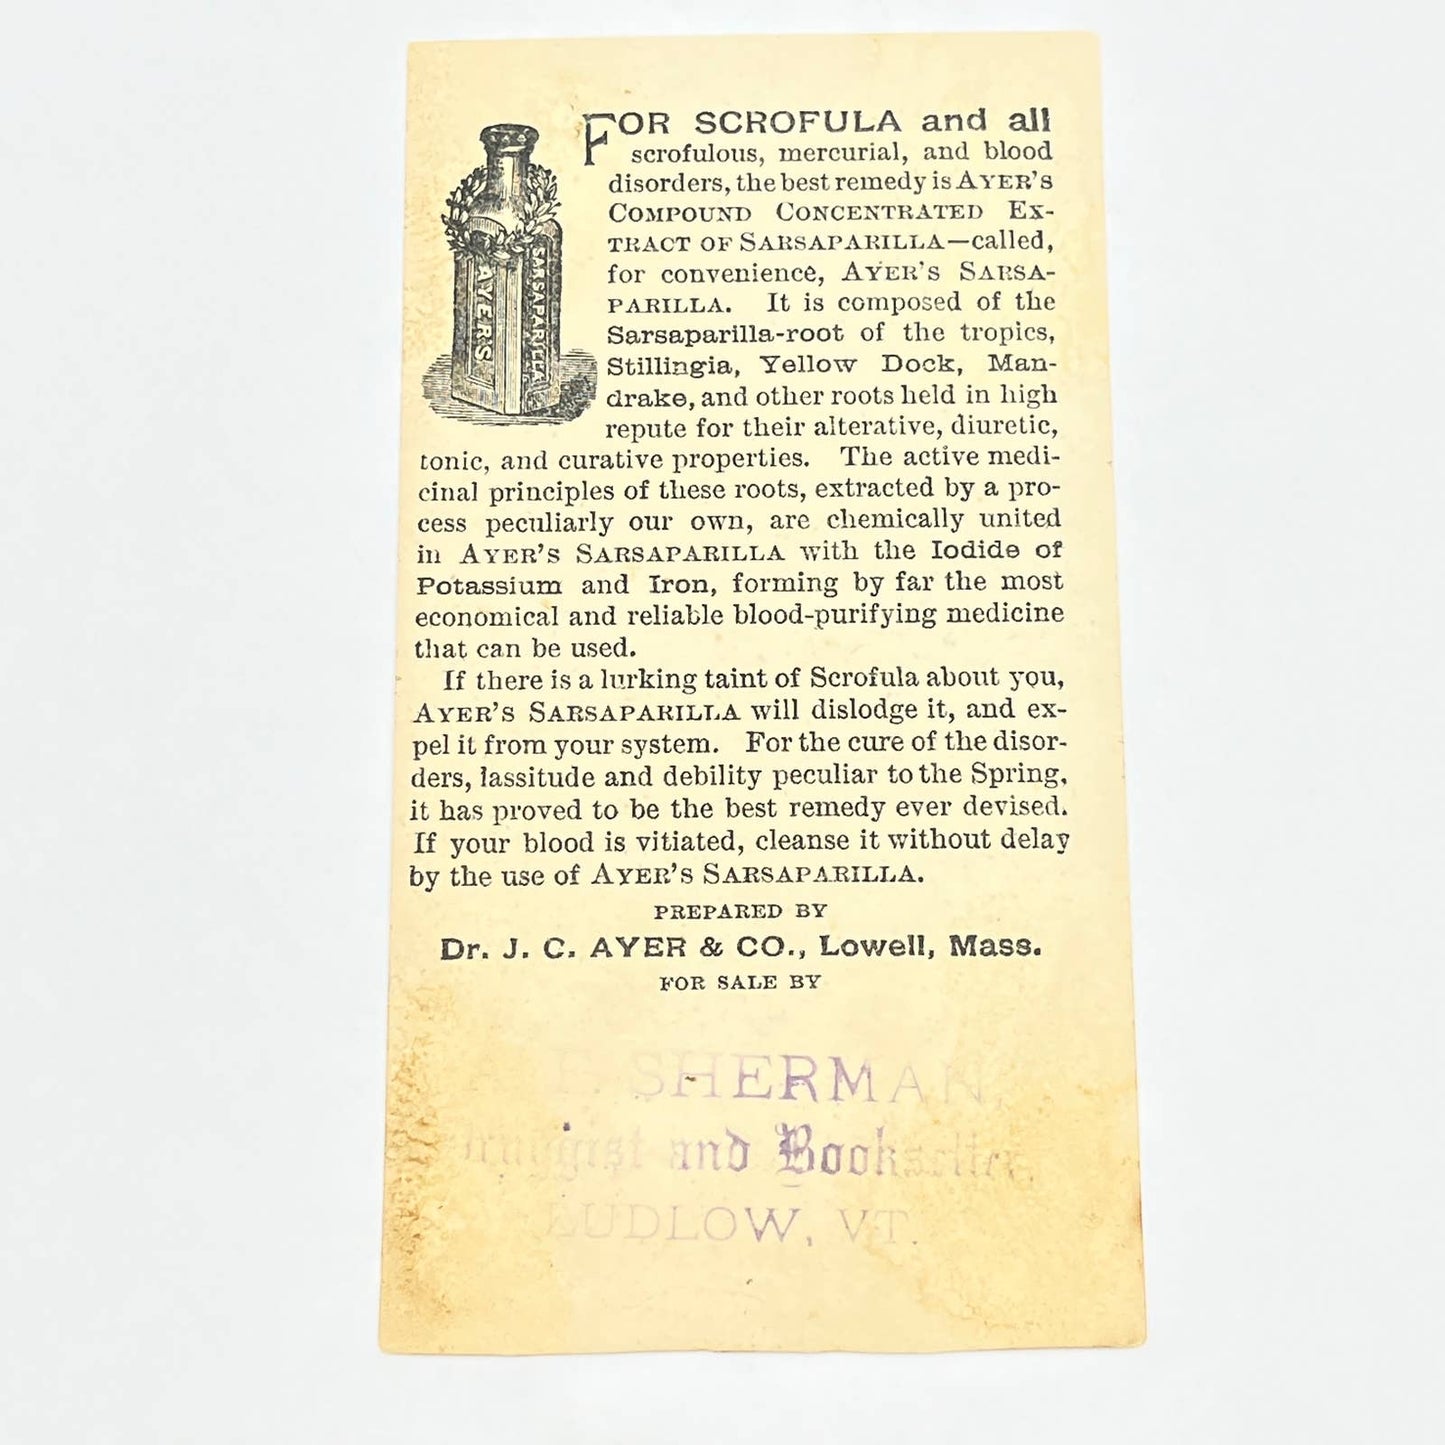 AYER'S
SARSAPARILLA
FOR SCROFULA and all
scrofulous, mercurial, and blood
disorders, the best remedy is AYER'S
COMPOUND CONCENTRATED EX-
TRACT OF SARSAPARILLA—called,
for convenience, AYER'S SARSA-
PARILLA. It is composed of the
Sarsaparilla-root of the tropics,
Stillingia, Yellow Dock, Man-
drake, and other roots held in high
repute for their alterative, diuretic,
tonic, and curative properties. The active medi-
cinal principles of these roots, extracted by a pro-
cess peculiarly our own, are chemically united
in AYER'S SARSAPARILLA with the Iodide of
Potassium and Iron, forming by far the most
economical and reliable blood-purifying medicine
that can be used.
If there is a lurking taint of Scrofula about you,
AYER'S SARSAPARILLA will dislodge it, and ex-
pel it from your system. For the cure of the disor-
ders, lassitude and debility peculiar to the Spring,
it has proved to be the best remedy ever devised.
If your blood is vitiated, cleanse it without delay
by the use of AYER'S SARSAPARILLA.
PREPARED BY
Dr. J. C. AYER & CO., Lowell, Mass.
FOR SALE BY
SHERMAN,
Druggist and Bookseller,
LUDLOW, VT.